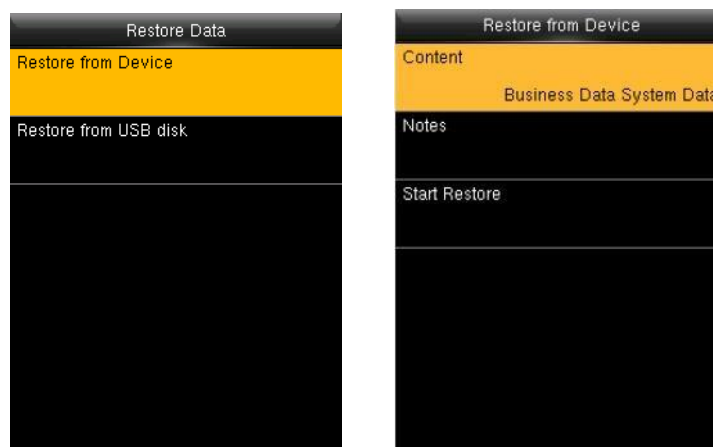 Restore Data
Restore from Device
Restore from USB disk
Restore from Device
Content
Business Data System Data
Notes
Start Restore